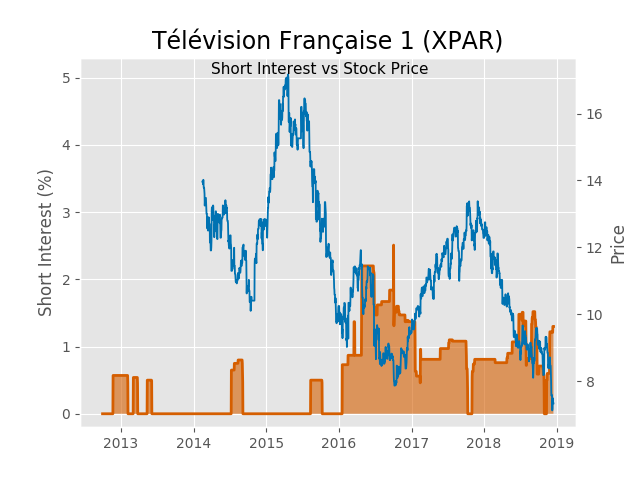 Télévision Française 1 (XPAR)
Short Interest vs Stock Price
Short Interest (%)
5
4
3
2
1
0
16
14
12
10
8
Price
2013 2014 2015 2016 2017 2018 2019